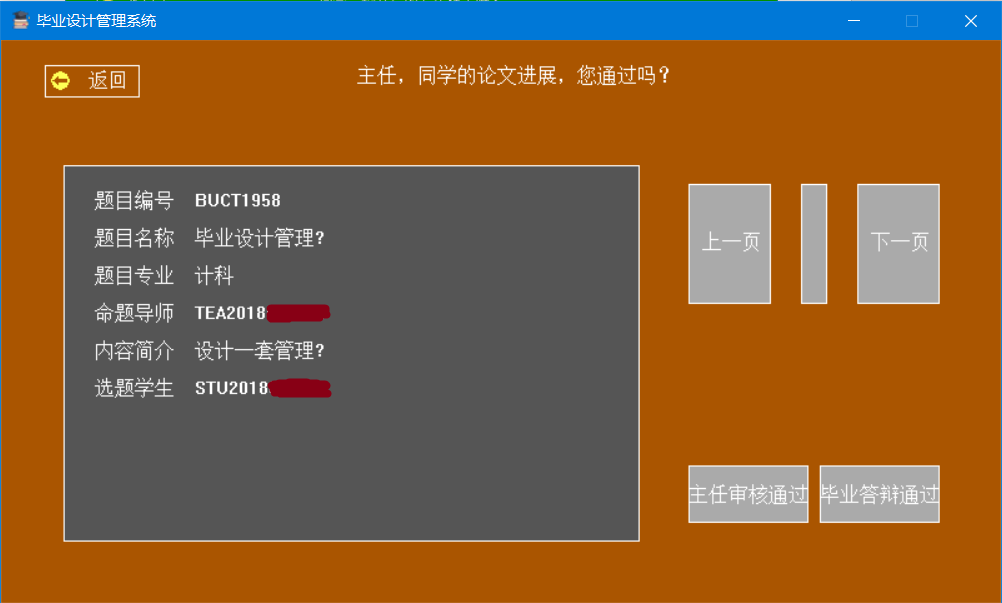 毕业设计管理系统
返回
主任，同学的论文进展，您通过吗？
题目编号 BUCT1958
题目名称 毕业设计管理?
题目专业 计科
命题导师 TEA2018
内容简介 设计一套管理?
选题学生 STU2018
上一页
下一页
主任审核通过
毕业答辩通过